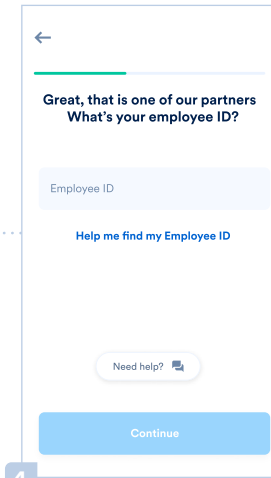 Great, that is one of our partners
What's your employee ID?
Employee ID
Help me find my Employee ID
Need help?
Continue
4